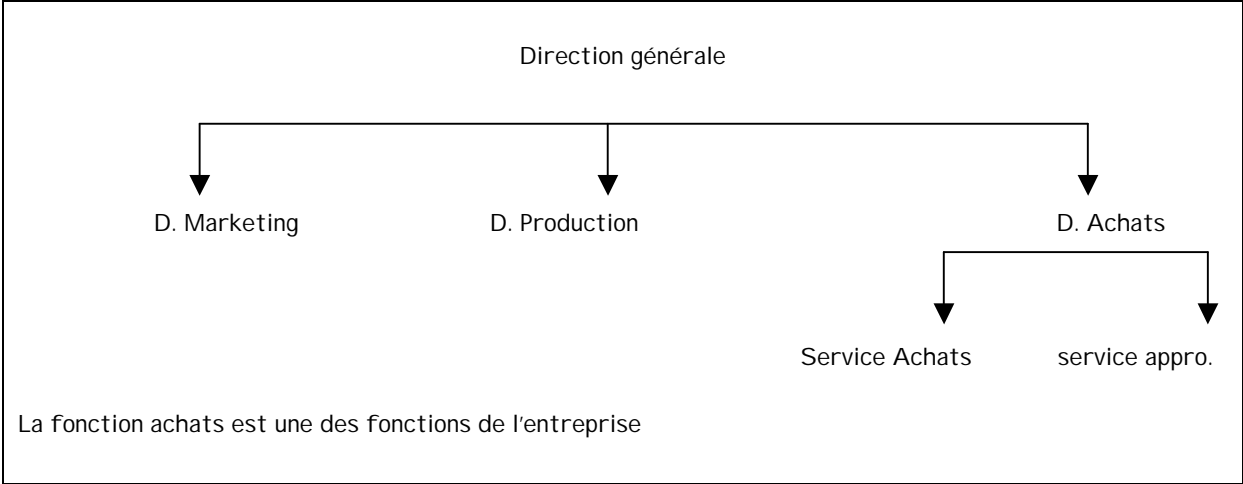 Direction générale
D. Marketing D. Production D. Achats
Service Achats service appro.
La fonction achats est une des fonctions de l'entreprise